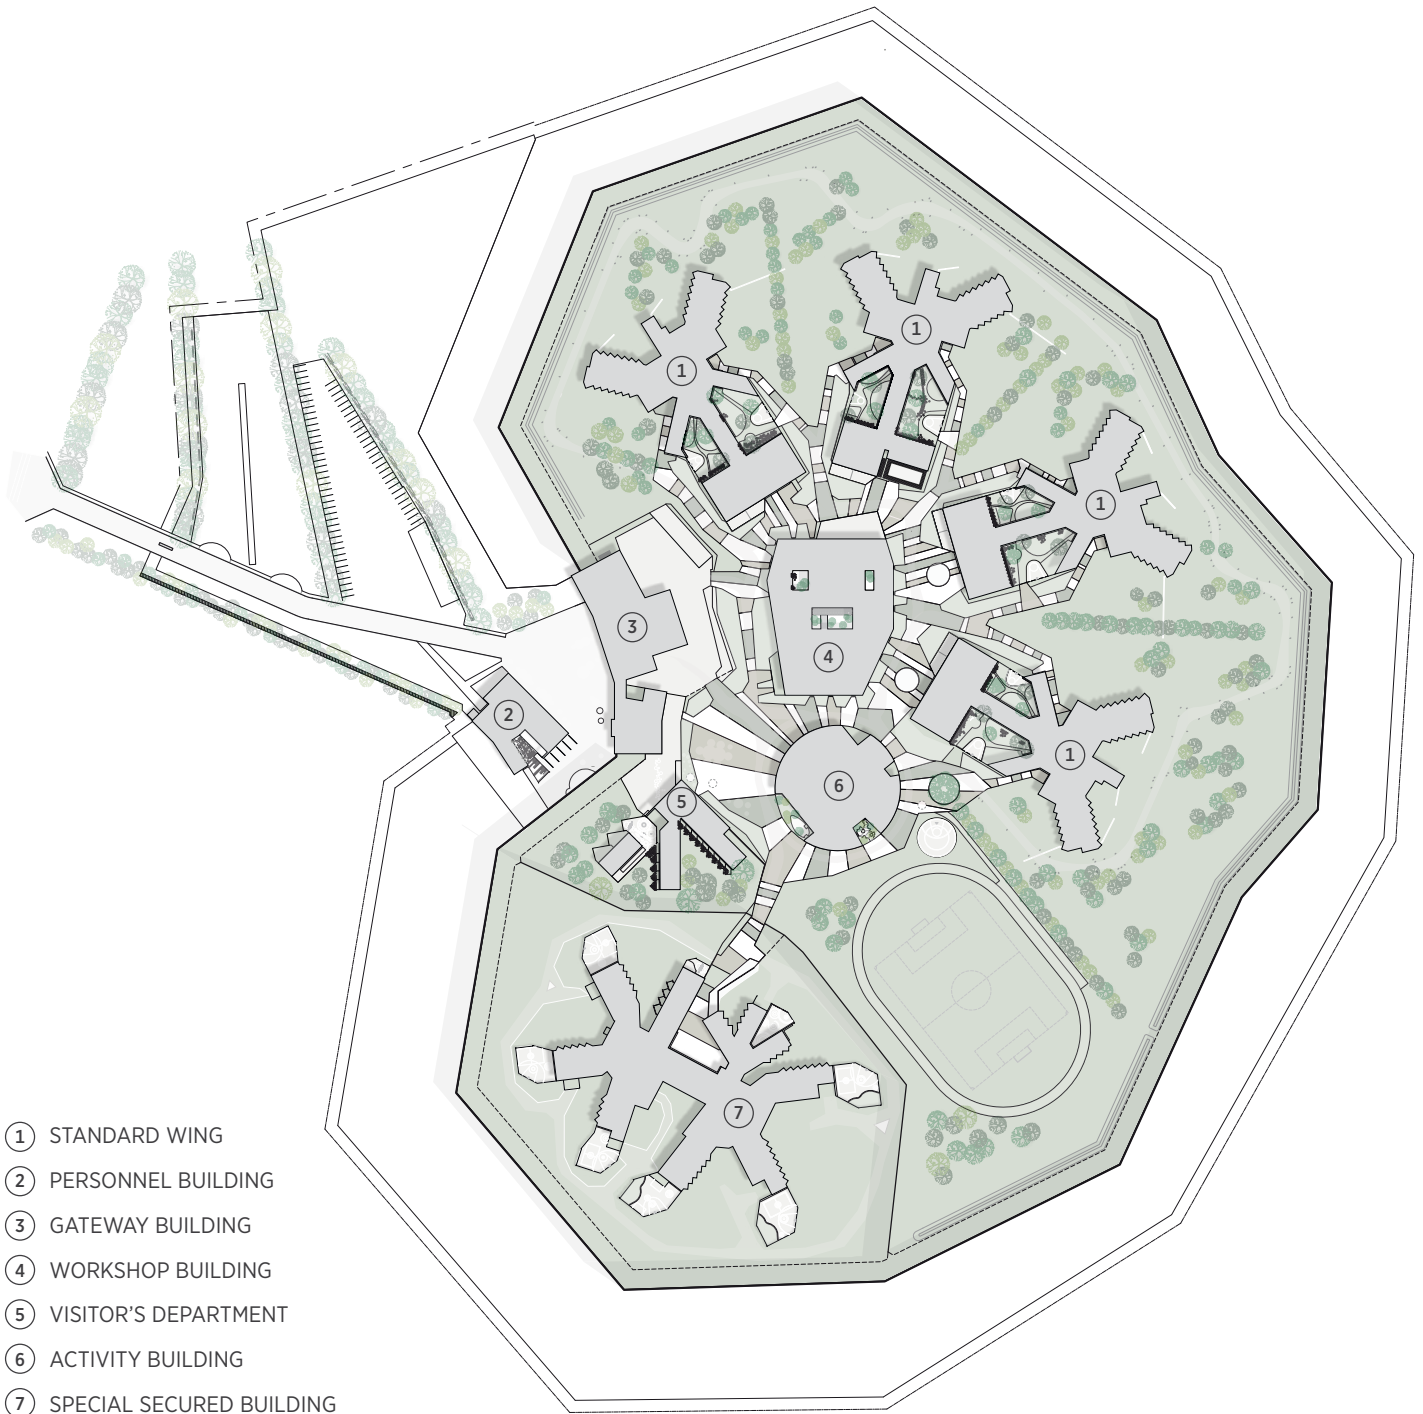 1
1
1
1
1
3
4
2
6
5
7
1 STANDARD WING
2 PERSONNEL BUILDING
3 GATEWAY BUILDING
4 WORKSHOP BUILDING
5 VISITOR’S DEPARTMENT
6 ACTIVITY BUILDING
7 SPECIAL SECURED BUILDING